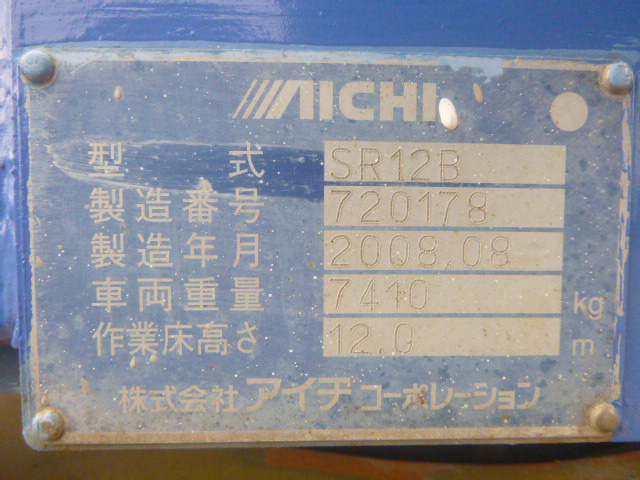 AICHI
型式 SR12B
製造番号 720178
製造年月 2008.08
車両重量 7410 kg
作業床高さ 12.0 m
株式会社 アイチ コーポレーション